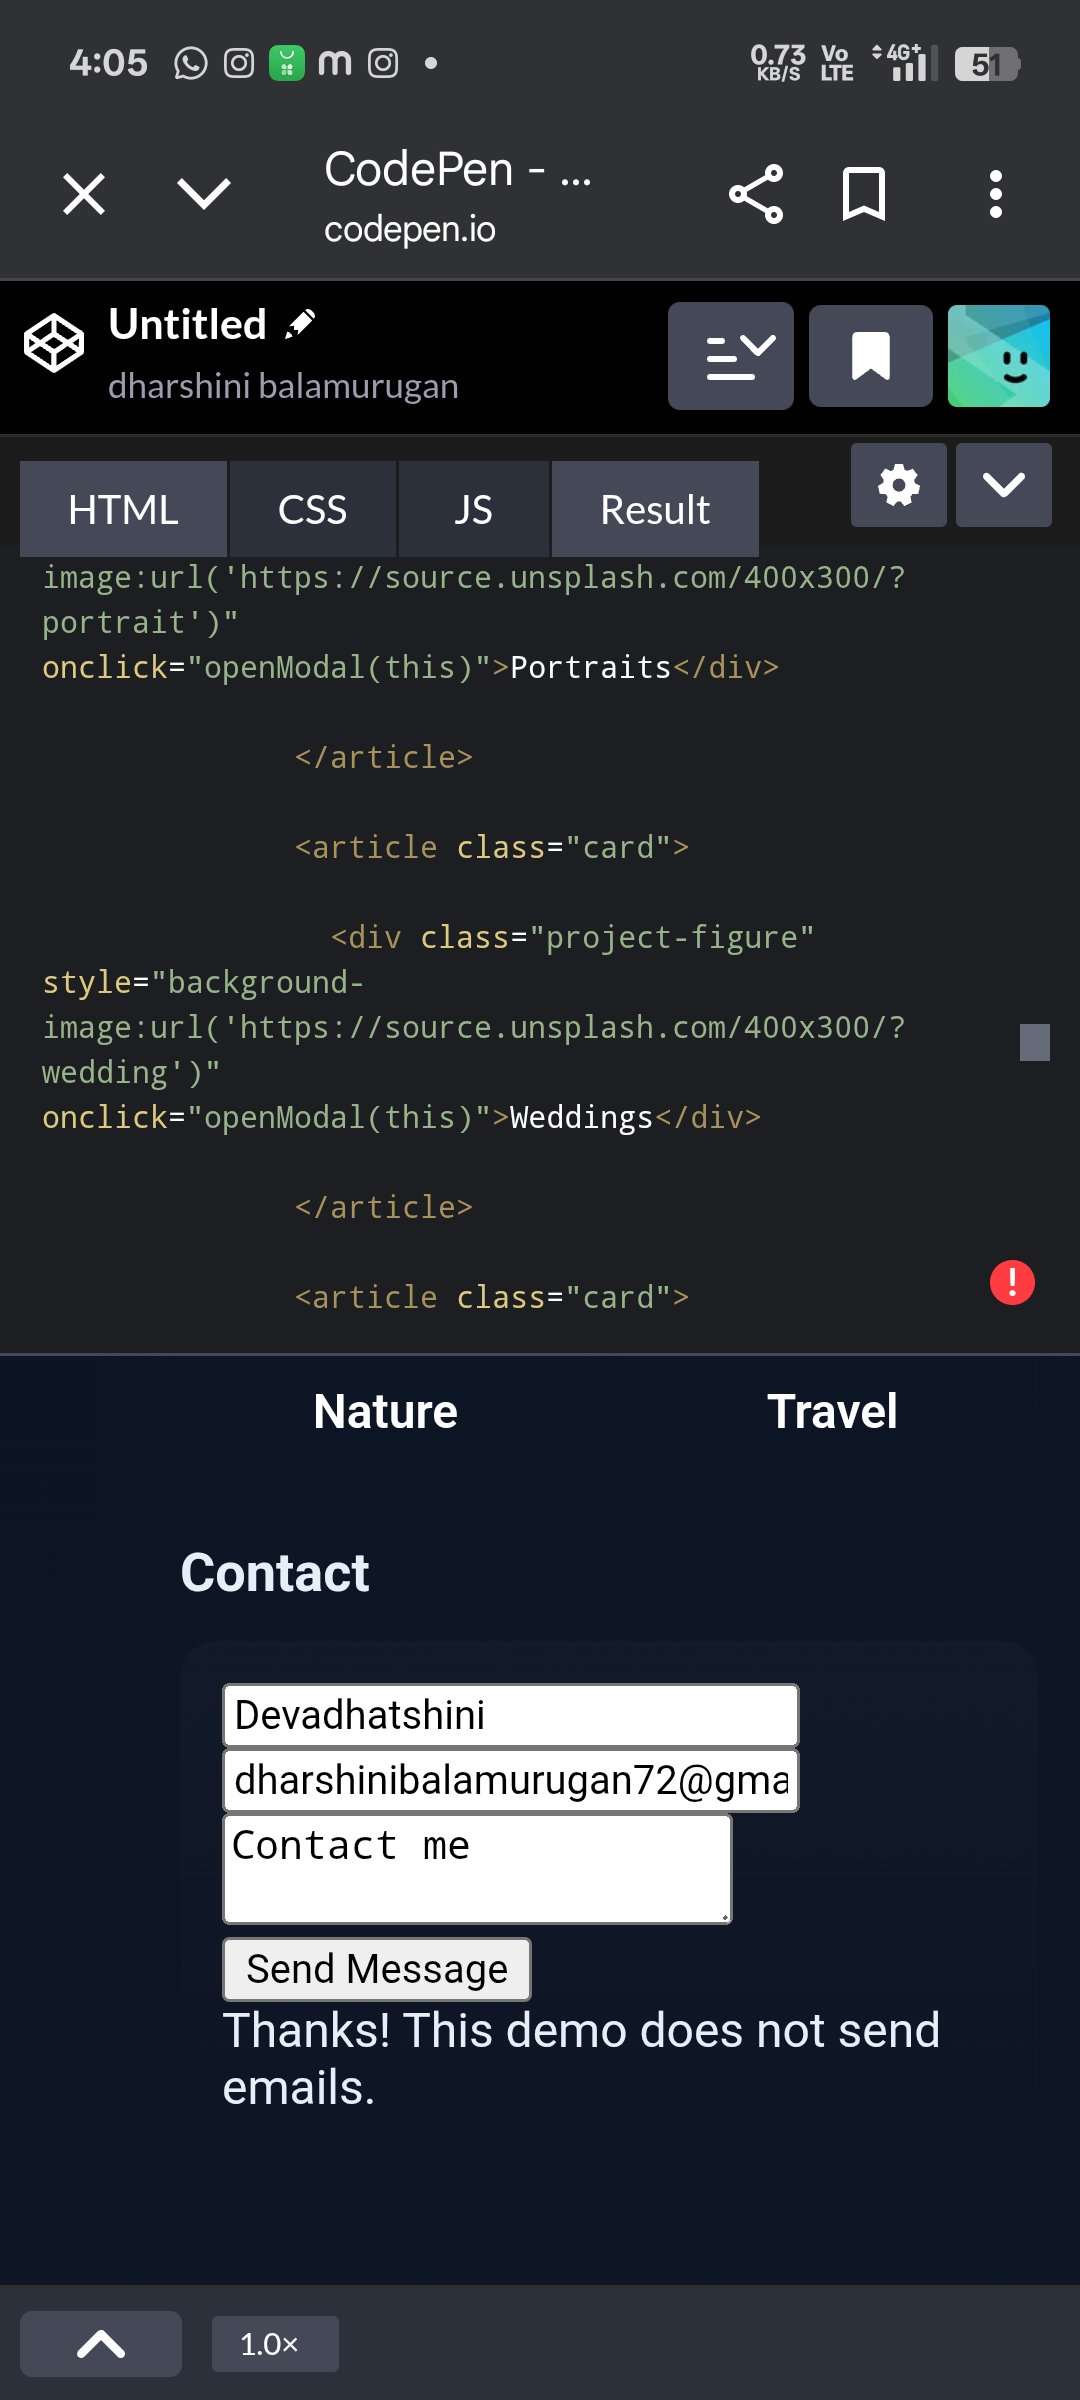 4:05
0.73 KB/S Vo LTE 4G+ 51
CodePen - ...
codepen.io
Untitled
dharshini balamurugan
HTML CSS JS Result
image:url('https://source.unsplash.com/400x300/?
portrait')"
onclick="openModal(this)">Portraits</div>
</article>
<article class="card">
<div class="project-figure"
style="background-
image:url('https://source.unsplash.com/400x300/?
wedding')"
onclick="openModal(this)">Weddings</div>
</article>
<article class="card">
Nature Travel
Contact
Devadhatshini
dharshinibalamurugan72@gma
Contact me
Send Message
Thanks! This demo does not send
emails.
1.0×